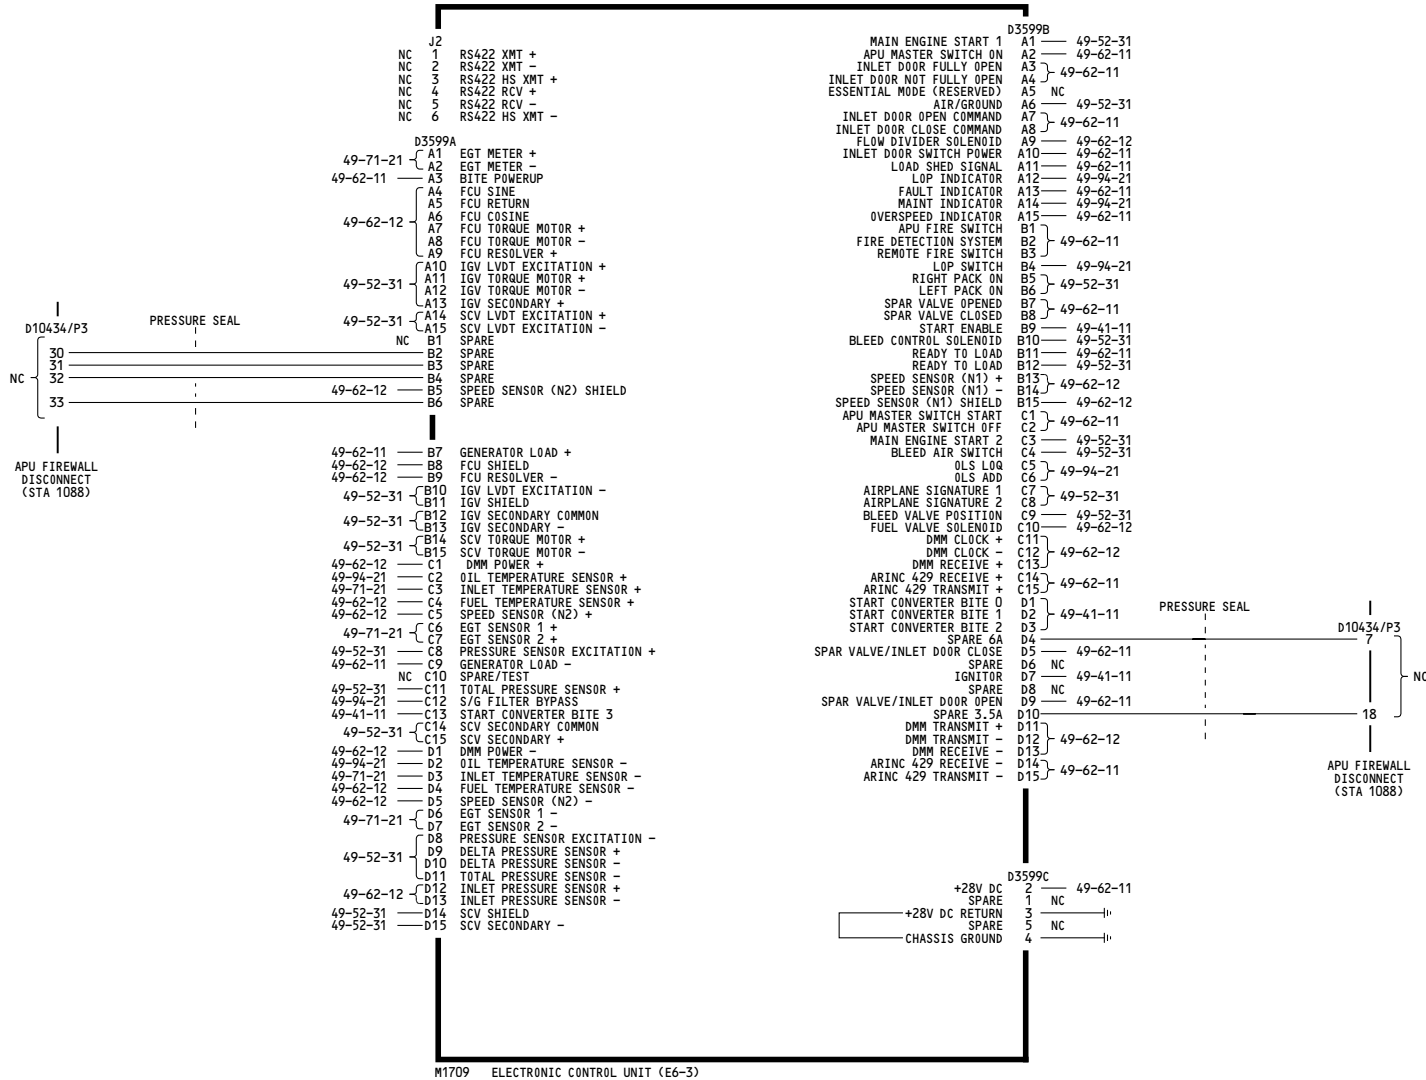 J2
NC 1 RS422 XMT +
NC 2 RS422 XMT −
NC 3 RS422 HS XMT +
NC 4 RS422 RCV +
NC 5 RS422 RCV −
NC 6 RS422 HS XMT −
D3599A
49-71-21
A1 EGT METER +
A2 EGT METER −
49-62-11 A3 BITE POWERUP
49-62-12
A4 FCU SINE
A5 FCU RETURN
A6 FCU COSINE
A7 FCU TORQUE MOTOR +
A8 FCU TORQUE MOTOR −
A9 FCU RESOLVER +
49-52-31
A10 IGV LVDT EXCITATION +
A11 IGV TORQUE MOTOR +
A12 IGV TORQUE MOTOR −
A13 IGV SECONDARY +
49-52-31
A14 SCV LVDT EXCITATION +
A15 SCV LVDT EXCITATION −
D10434/P3
PRESSURE SEAL
NC B1 SPARE
30 B2 SPARE
31 B3 SPARE
NC 32 B4 SPARE
49-62-12 B5 SPEED SENSOR (N2) SHIELD
33 B6 SPARE
APU FIREWALL
DISCONNECT
(STA 1088)
49-62-11 B7 GENERATOR LOAD +
49-62-12 B8 FCU SHIELD
49-62-12 B9 FCU RESOLVER −
49-52-31
B10 IGV LVDT EXCITATION −
B11 IGV SHIELD
49-52-31
B12 IGV SECONDARY COMMON
B13 IGV SECONDARY −
49-52-31
B14 SCV TORQUE MOTOR +
B15 SCV TORQUE MOTOR −
49-62-12 C1 DMM POWER +
49-94-21 C2 OIL TEMPERATURE SENSOR +
49-71-21 C3 INLET TEMPERATURE SENSOR +
49-62-12 C4 FUEL TEMPERATURE SENSOR +
49-62-12 C5 SPEED SENSOR (N2) +
49-71-21
C6 EGT SENSOR 1 +
C7 EGT SENSOR 2 +
49-52-31 C8 PRESSURE SENSOR EXCITATION +
49-62-11 C9 GENERATOR LOAD −
NC C10 SPARE/TEST
49-52-31 C11 TOTAL PRESSURE SENSOR +
49-94-21 C12 S/G FILTER BYPASS
49-41-11 C13 START CONVERTER BITE 3
49-52-31
C14 SCV SECONDARY COMMON
C15 SCV SECONDARY +
49-62-12 D1 DMM POWER −
49-94-21 D2 OIL TEMPERATURE SENSOR −
49-71-21 D3 INLET TEMPERATURE SENSOR −
49-62-12 D4 FUEL TEMPERATURE SENSOR −
49-62-12 D5 SPEED SENSOR (N2) −
49-71-21
D6 EGT SENSOR 1 −
D7 EGT SENSOR 2 −
49-52-31
D8 PRESSURE SENSOR EXCITATION −
D9 DELTA PRESSURE SENSOR +
D10 DELTA PRESSURE SENSOR −
D11 TOTAL PRESSURE SENSOR −
49-62-12
D12 INLET PRESSURE SENSOR +
D13 INLET PRESSURE SENSOR −
49-52-31 D14 SCV SHIELD
49-52-31 D15 SCV SECONDARY −
D3599B
MAIN ENGINE START 1 A1 49-52-31
APU MASTER SWITCH ON A2 49-62-11
INLET DOOR FULLY OPEN A3
INLET DOOR NOT FULLY OPEN A4
49-62-11
ESSENTIAL MODE (RESERVED) A5 NC
AIR/GROUND A6 49-52-31
INLET DOOR OPEN COMMAND A7
INLET DOOR CLOSE COMMAND A8
49-62-11
FLOW DIVIDER SOLENOID A9 49-62-12
INLET DOOR SWITCH POWER A10 49-62-11
LOAD SHED SIGNAL A11 49-62-11
LOP INDICATOR A12 49-94-21
FAULT INDICATOR A13 49-62-11
MAINT INDICATOR A14 49-94-21
OVERSPEED INDICATOR A15 49-62-11
APU FIRE SWITCH B1
FIRE DETECTION SYSTEM B2 49-62-11
REMOTE FIRE SWITCH B3
LOP SWITCH B4 49-94-21
RIGHT PACK ON B5
LEFT PACK ON B6
49-52-31
SPAR VALVE OPENED B7
SPAR VALVE CLOSED B8
49-62-11
START ENABLE B9 49-41-11
BLEED CONTROL SOLENOID B10 49-52-31
READY TO LOAD B11 49-62-11
READY TO LOAD B12 49-52-31
SPEED SENSOR (N1) + B13
SPEED SENSOR (N1) − B14
49-62-12
SPEED SENSOR (N1) SHIELD B15 49-62-12
APU MASTER SWITCH START C1
APU MASTER SWITCH OFF C2
49-62-11
MAIN ENGINE START 2 C3 49-52-31
BLEED AIR SWITCH C4 49-52-31
OLS LOQ C5
OLS ADD C6
49-94-21
AIRPLANE SIGNATURE 1 C7
AIRPLANE SIGNATURE 2 C8
49-52-31
BLEED VALVE POSITION C9 49-52-31
FUEL VALVE SOLENOID C10 49-62-12
DMM CLOCK + C11
DMM CLOCK − C12 49-62-12
DMM RECEIVE + C13
ARINC 429 RECEIVE + C14
ARINC 429 TRANSMIT + C15
49-62-11
START CONVERTER BITE 0 D1
START CONVERTER BITE 1 D2 49-41-11
START CONVERTER BITE 2 D3
PRESSURE SEAL
D10434/P3
SPARE 6A D4 7
SPAR VALVE/INLET DOOR CLOSE D5 49-62-11
SPARE D6 NC
IGNITOR D7 49-41-11
NC
SPARE D8 NC
SPAR VALVE/INLET DOOR OPEN D9 49-62-11
SPARE 3.5A D10 18
DMM TRANSMIT + D11
DMM TRANSMIT − D12 49-62-12
DMM RECEIVE − D13
ARINC 429 RECEIVE − D14
ARINC 429 TRANSMIT − D15
49-62-11
APU FIREWALL
DISCONNECT
(STA 1088)
D3599C
+28V DC 2 49-62-11
SPARE 1 NC
+28V DC RETURN 3
SPARE 5 NC
CHASSIS GROUND 4
M1709 ELECTRONIC CONTROL UNIT (E6-3)